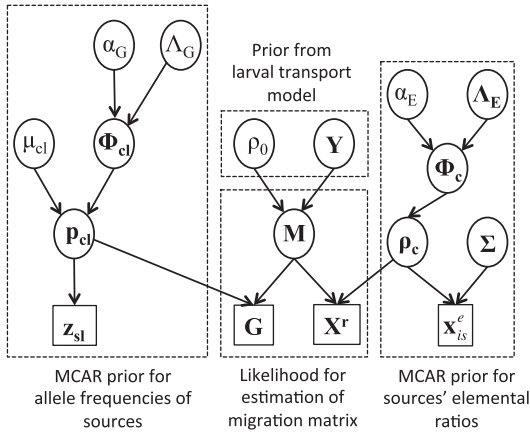 α_G
Λ_G
μ_cl
Φ_cl
p_cl
z_sl
MCAR prior for
allele frequencies of
sources
Prior from
larval transport
model
ρ_0
Y
M
G
X^r
Likelihood for
estimation of
migration matrix
α_E
Λ_E
Φ_c
ρ_c
Σ
x_is^e
MCAR prior for
sources' elemental
ratios